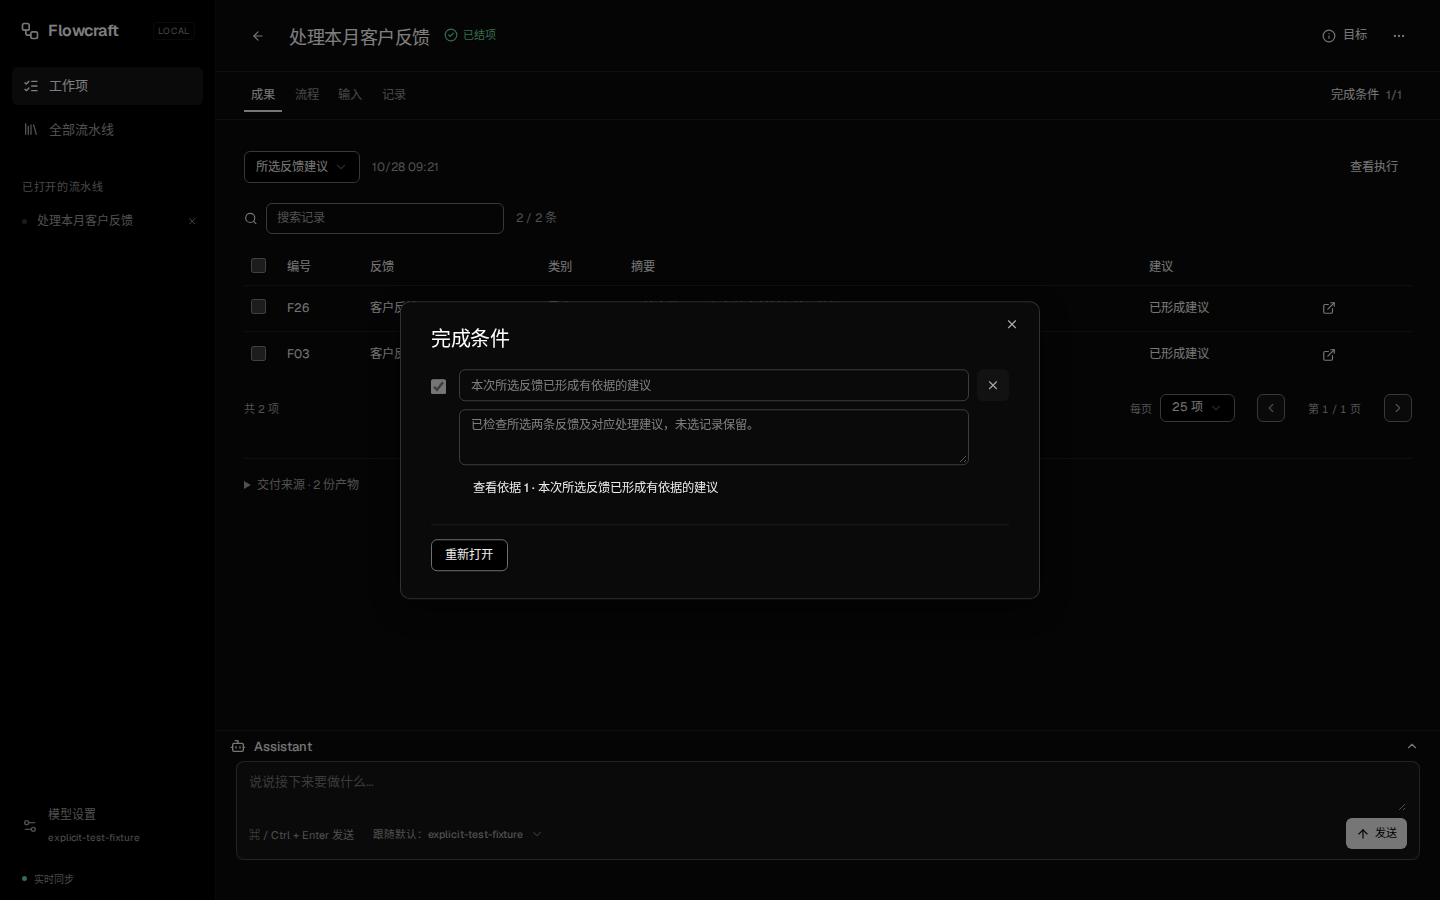 Flowcraft
LOCAL
工作项
全部流水线
已打开的流水线
处理本月客户反馈
模型设置
explicit-test-fixture
实时同步
处理本月客户反馈
已结项
目标
成果
流程
输入
记录
完成条件 1/1
所选反馈建议
10/28 09:21
查看执行
搜索记录
2 / 2 条
编号
反馈
类别
摘要
建议
F26
客户反
已形成建议
F03
客户反
已形成建议
共 2 项
每页
25 项
第 1 / 1 页
交付来源 · 2 份产物
完成条件
本次所选反馈已形成有依据的建议
已检查所选两条反馈及对应处理建议，未选记录保留。
查看依据 1 · 本次所选反馈已形成有依据的建议
重新打开
Assistant
说说接下来要做什么…
⌘ / Ctrl + Enter 发送
跟随默认：explicit-test-fixture
发送